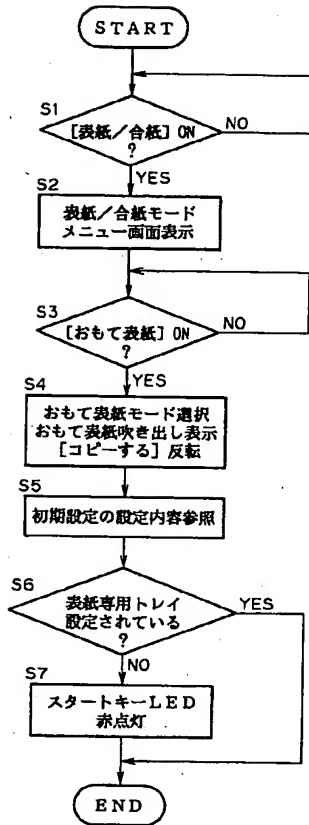 START
S1
[表紙/合紙] ON
?
NO
YES
S2
表紙/合紙モード
メニュー画面表示
S3
[おもて表紙] ON
?
NO
YES
S4
おもて表紙モード選択
おもて表紙吹き出し表示
[コピーする] 反転
S5
初期設定の設定内容参照
S6
表紙専用トレイ
設定されている
?
YES
NO
S7
スタートキーLED
赤点灯
END